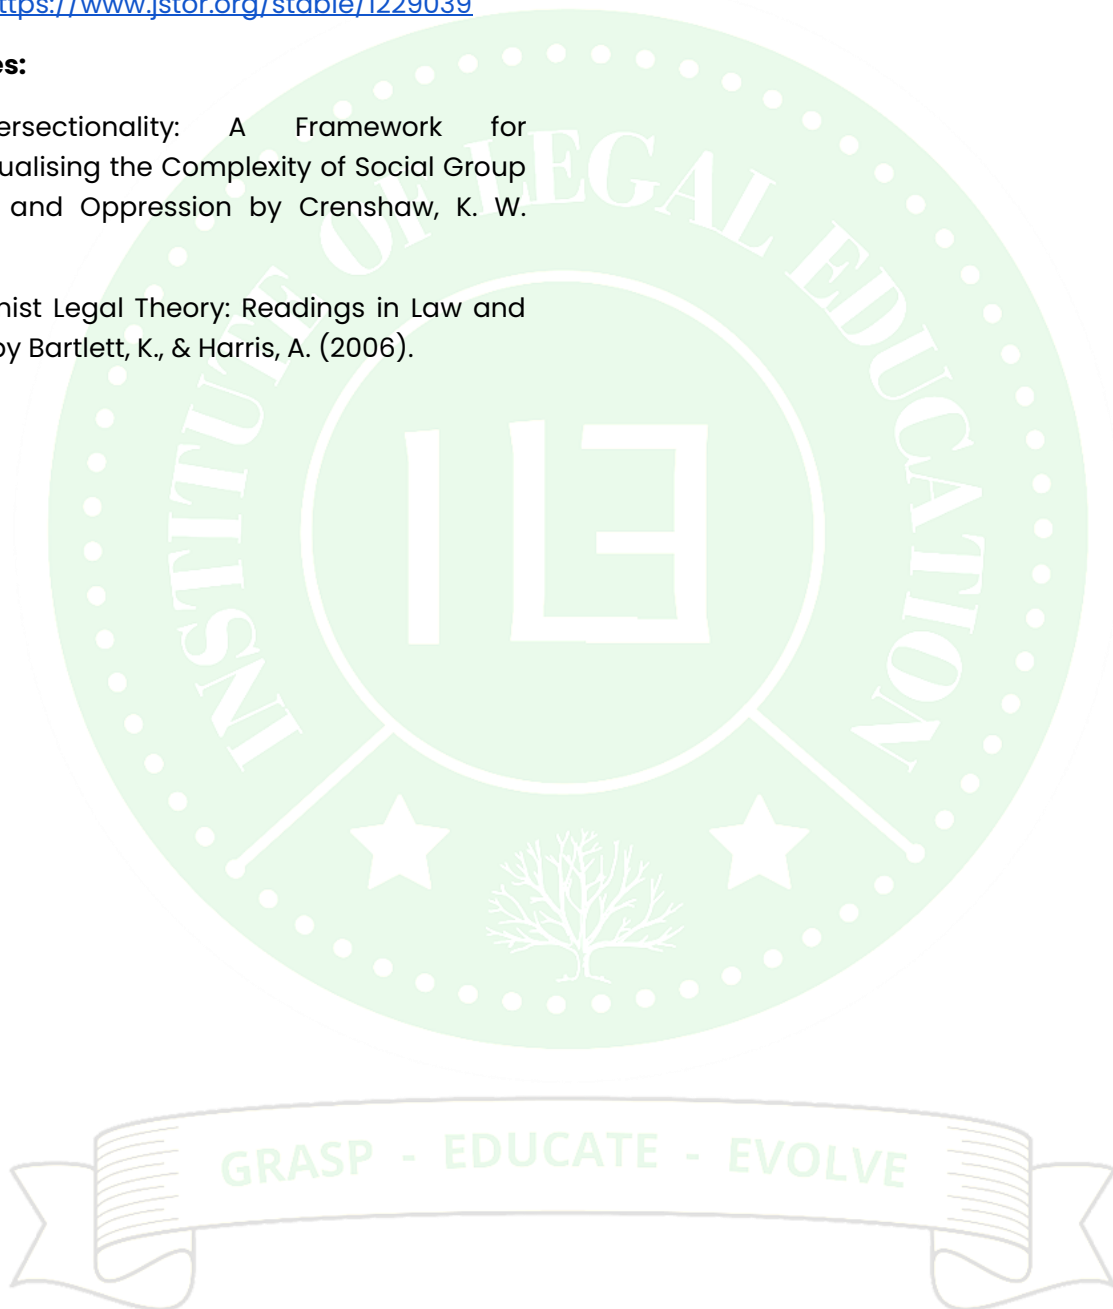 ttps://www.jstor.org/stable/1229039
es:
ersectionality: A Framework for
ualising the Complexity of Social Group
and Oppression by Crenshaw, K. W.
nist Legal Theory: Readings in Law and
by Bartlett, K., & Harris, A. (2006).
INSTITUTE OF LEGAL EDUCATION
ILE
GRASP - EDUCATE - EVOLVE